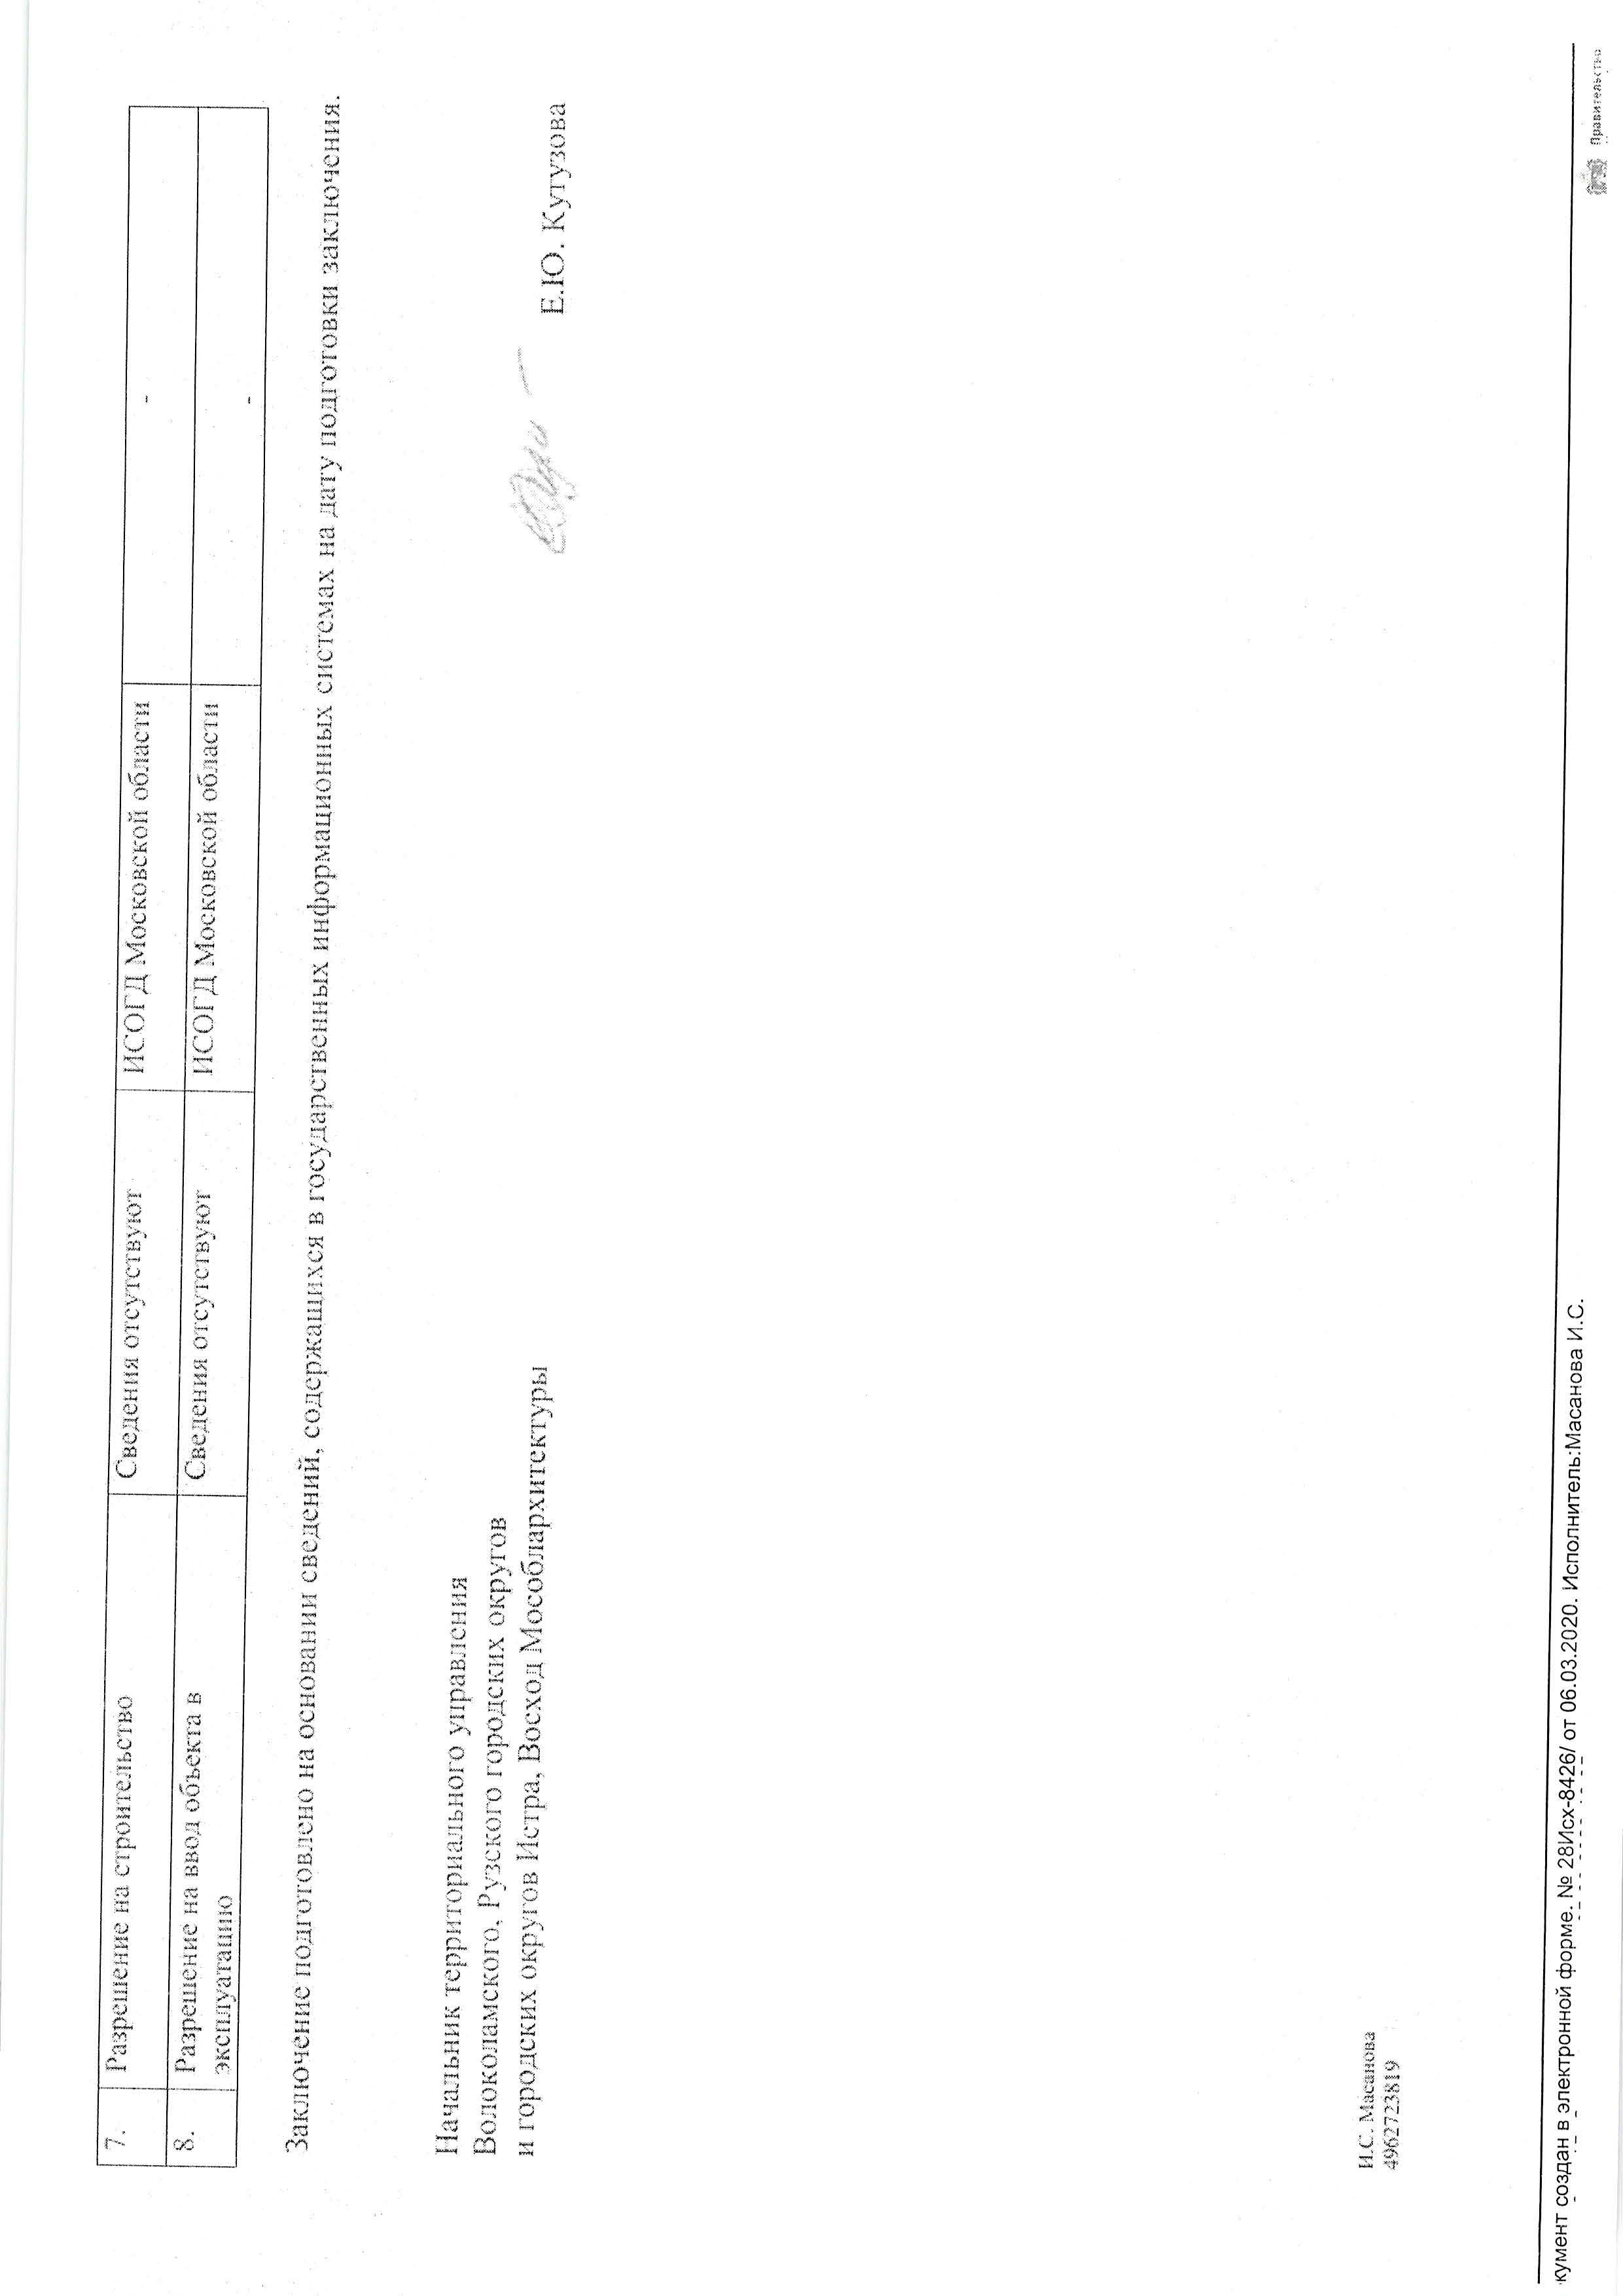 7. Разрешение на строительство Сведения отсутствуют ИСОГД Московской области -
8. Разрешение на ввод объекта в Сведения отсутствуют ИСОГД Московской области -
эксплуатацию
Заключение подготовлено на основании сведений, содержащихся в государственных информационных системах на дату подготовки заключения.
Начальник территориального управления
Волоколамского, Рузского городских округов
и городских округов Истра, Восход Мособлархитектуры Е.Ю. Кутузова
И.С. Масанова
4962723819
кумент создан в электронной форме. № 28Исх-8426/ от 06.03.2020. Исполнитель:Масанова И.С.
Правительство